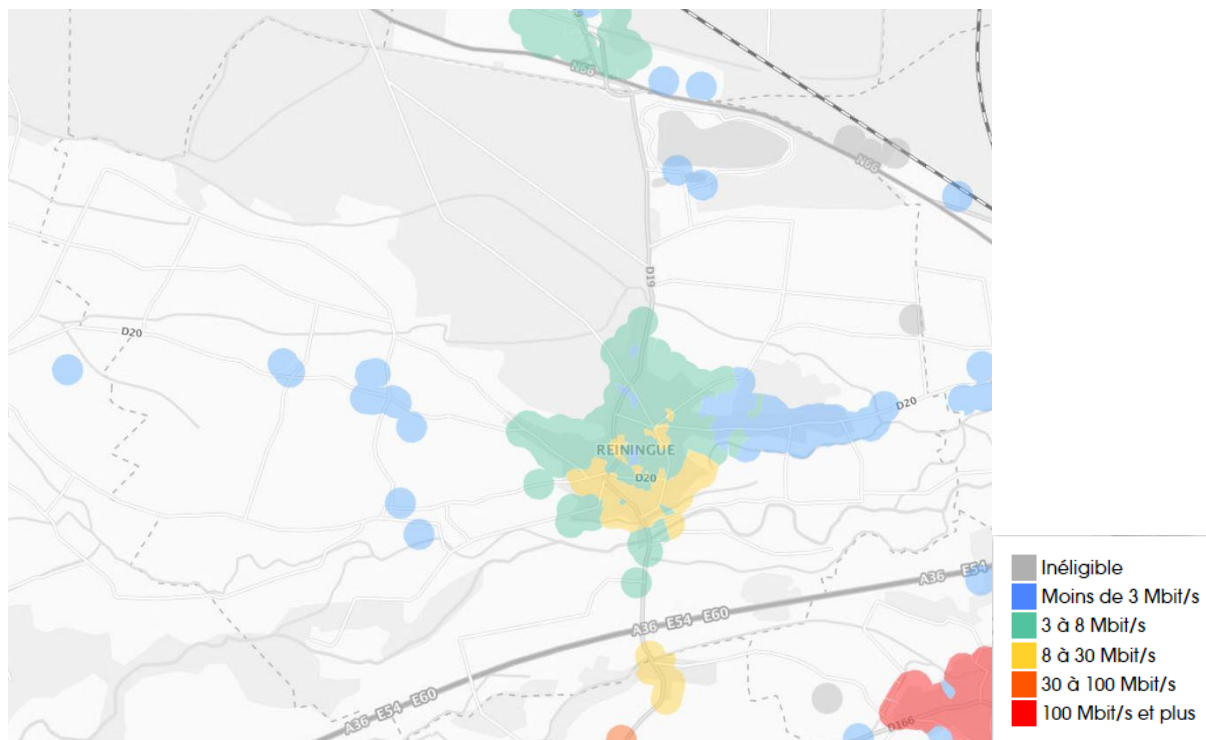 N66
N66
D19
D20
D20
REININGUE
D20
A36 E54
A36 E54 E60
A36 E54 E60
D166
Inéligible
Moins de 3 Mbit/s
3 à 8 Mbit/s
8 à 30 Mbit/s
30 à 100 Mbit/s
100 Mbit/s et plus